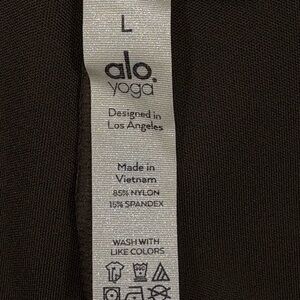 L
alo.
yoga
Designed in
Los Angeles
Made in
Vietnam
85% NYLON
15% SPANDEX
WASH WITH
LIKE COLORS